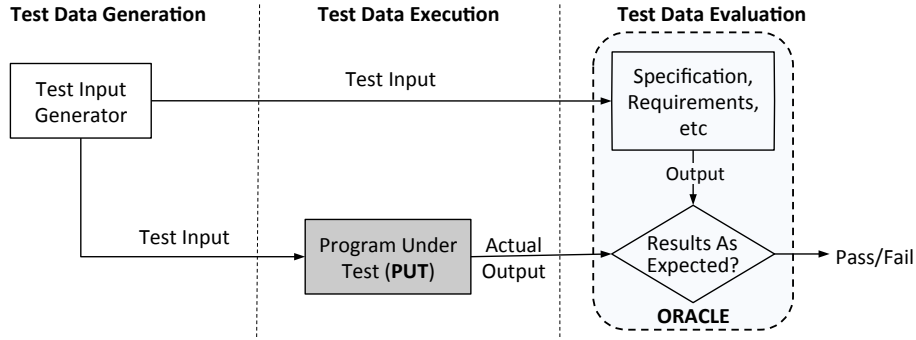 Test Data Generation
Test Data Execution
Test Data Evaluation
Test Input
Generator
Test Input
Specification,
Requirements,
etc
Output
Test Input
Program Under
Test (PUT)
Actual
Output
Results As
Expected?
Pass/Fail
ORACLE